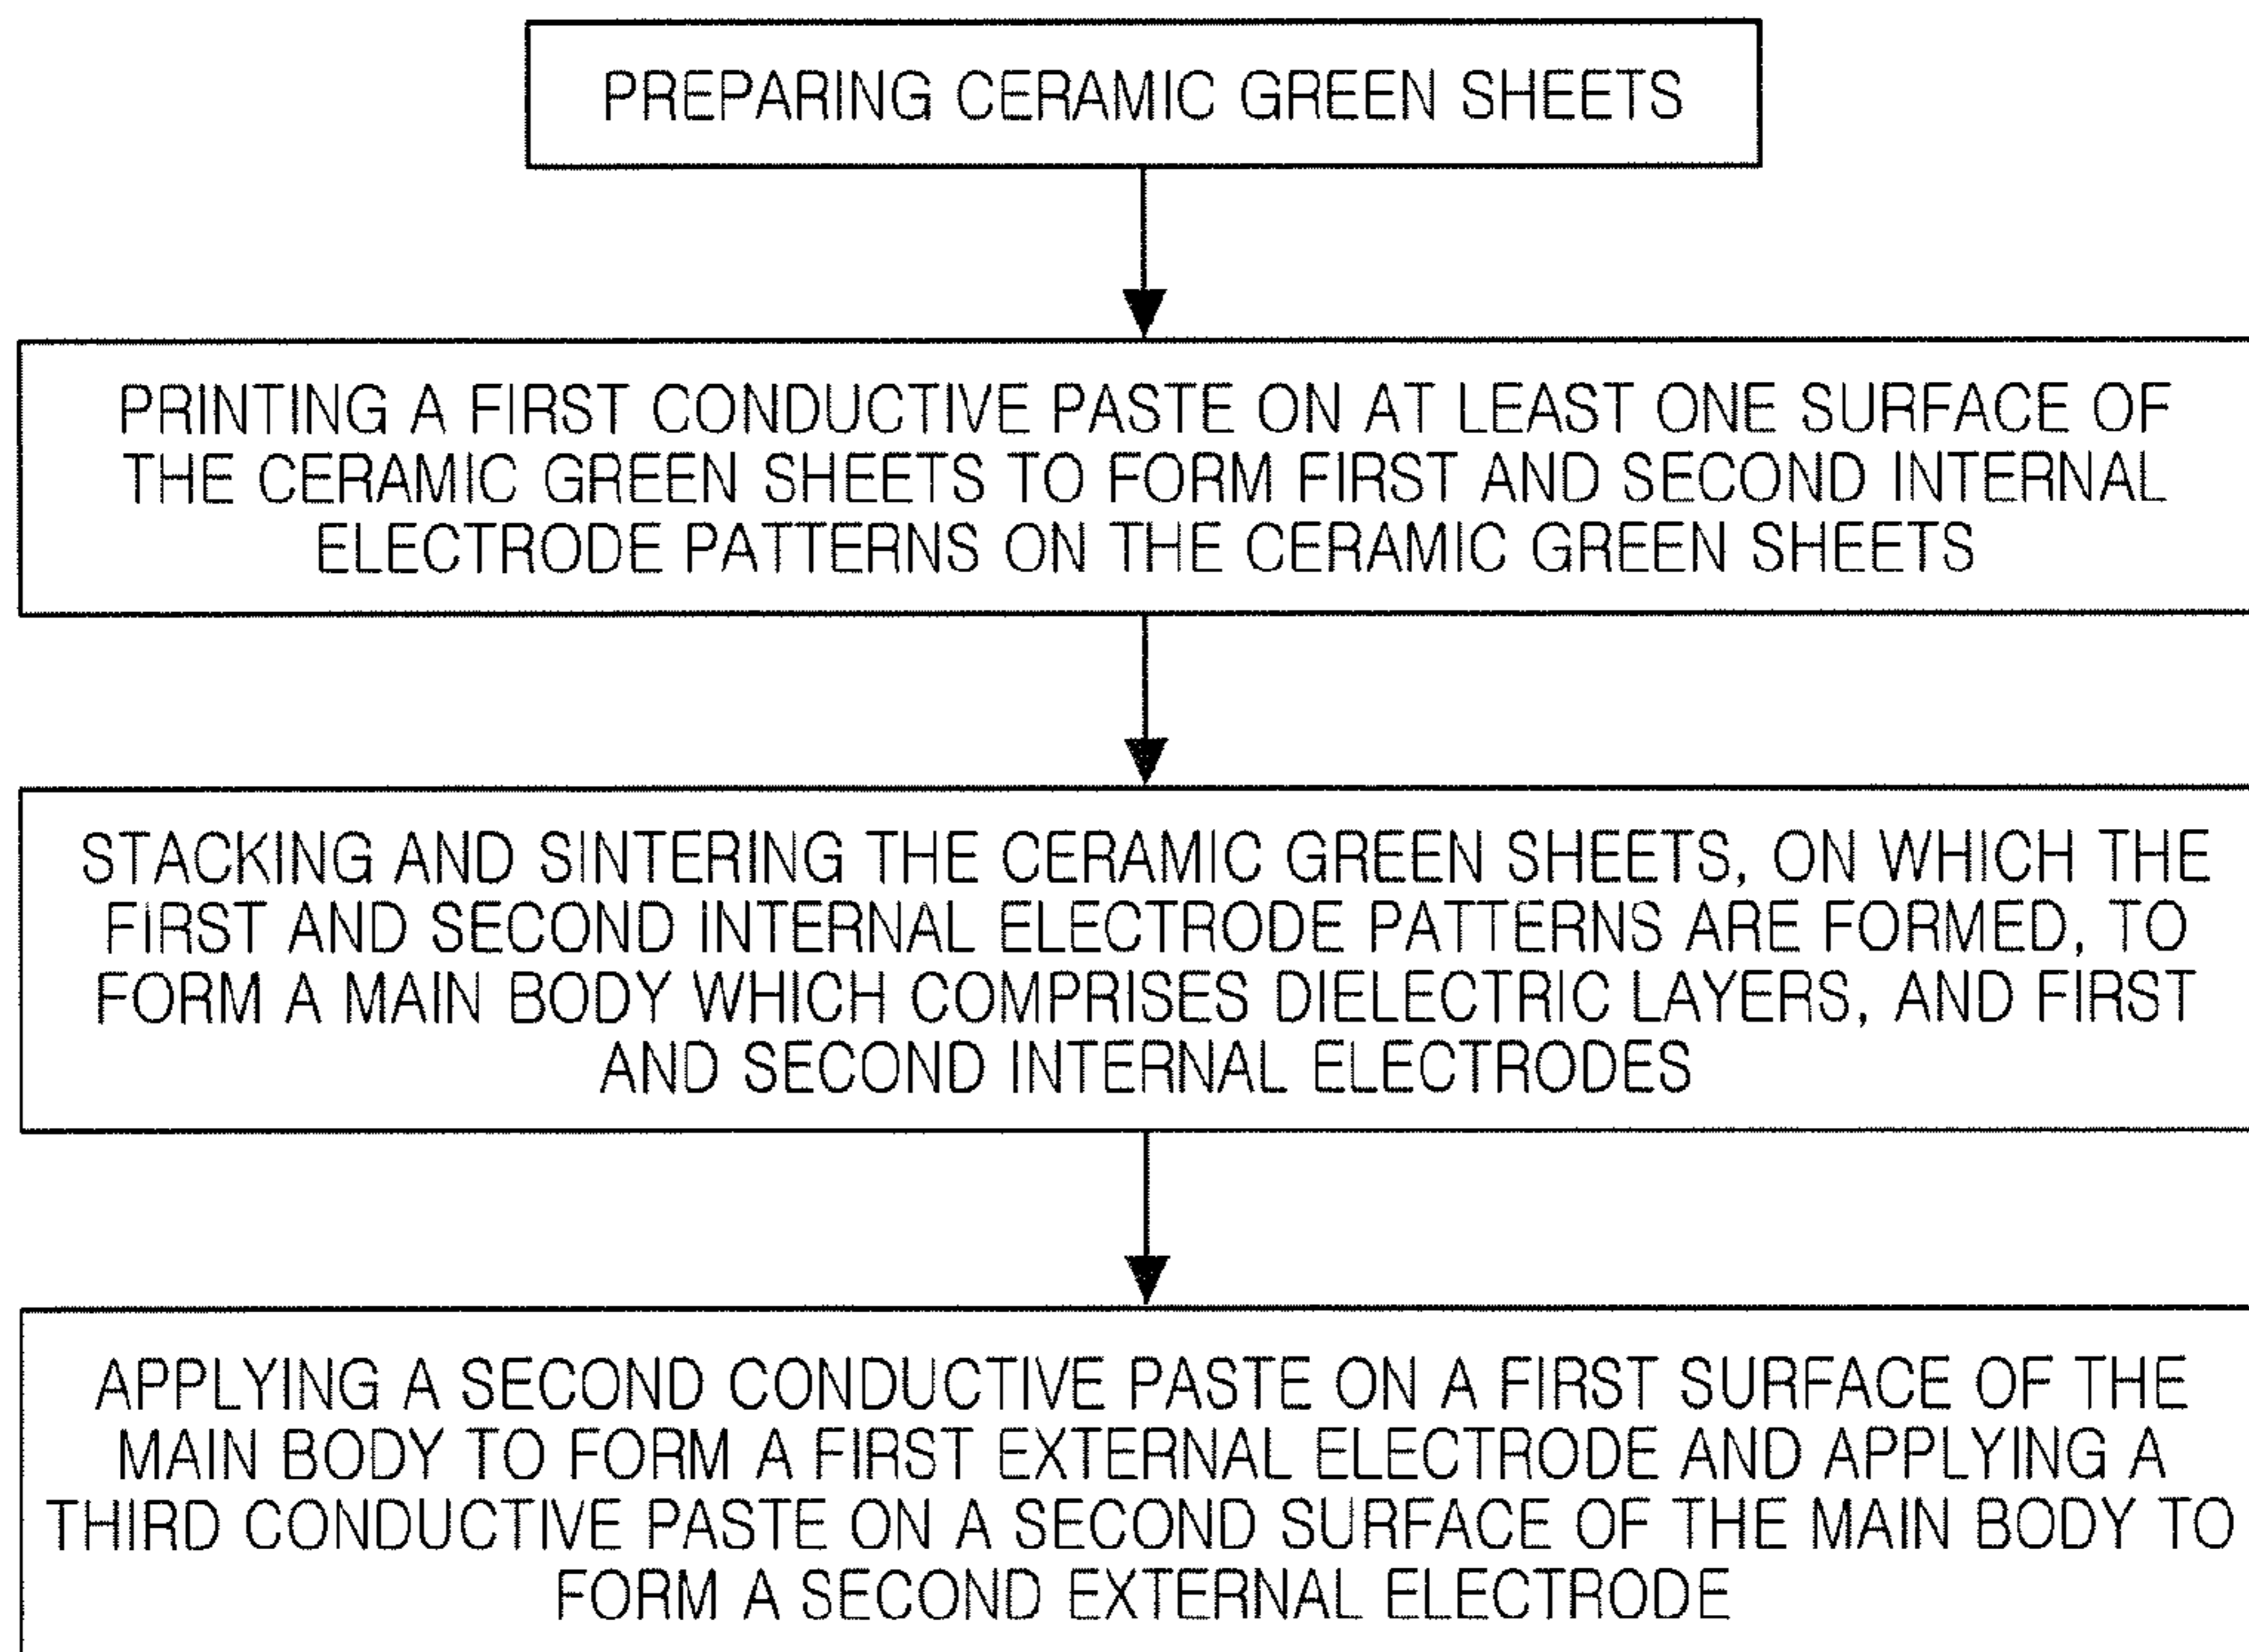 PREPARING CERAMIC GREEN SHEETS
PRINTING A FIRST CONDUCTIVE PASTE ON AT LEAST ONE SURFACE OF
THE CERAMIC GREEN SHEETS TO FORM FIRST AND SECOND INTERNAL
ELECTRODE PATTERNS ON THE CERAMIC GREEN SHEETS
STACKING AND SINTERING THE CERAMIC GREEN SHEETS, ON WHICH THE
FIRST AND SECOND INTERNAL ELECTRODE PATTERNS ARE FORMED, TO
FORM A MAIN BODY WHICH COMPRISES DIELECTRIC LAYERS, AND FIRST
AND SECOND INTERNAL ELECTRODES
APPLYING A SECOND CONDUCTIVE PASTE ON A FIRST SURFACE OF THE
MAIN BODY TO FORM A FIRST EXTERNAL ELECTRODE AND APPLYING A
THIRD CONDUCTIVE PASTE ON A SECOND SURFACE OF THE MAIN BODY TO
FORM A SECOND EXTERNAL ELECTRODE